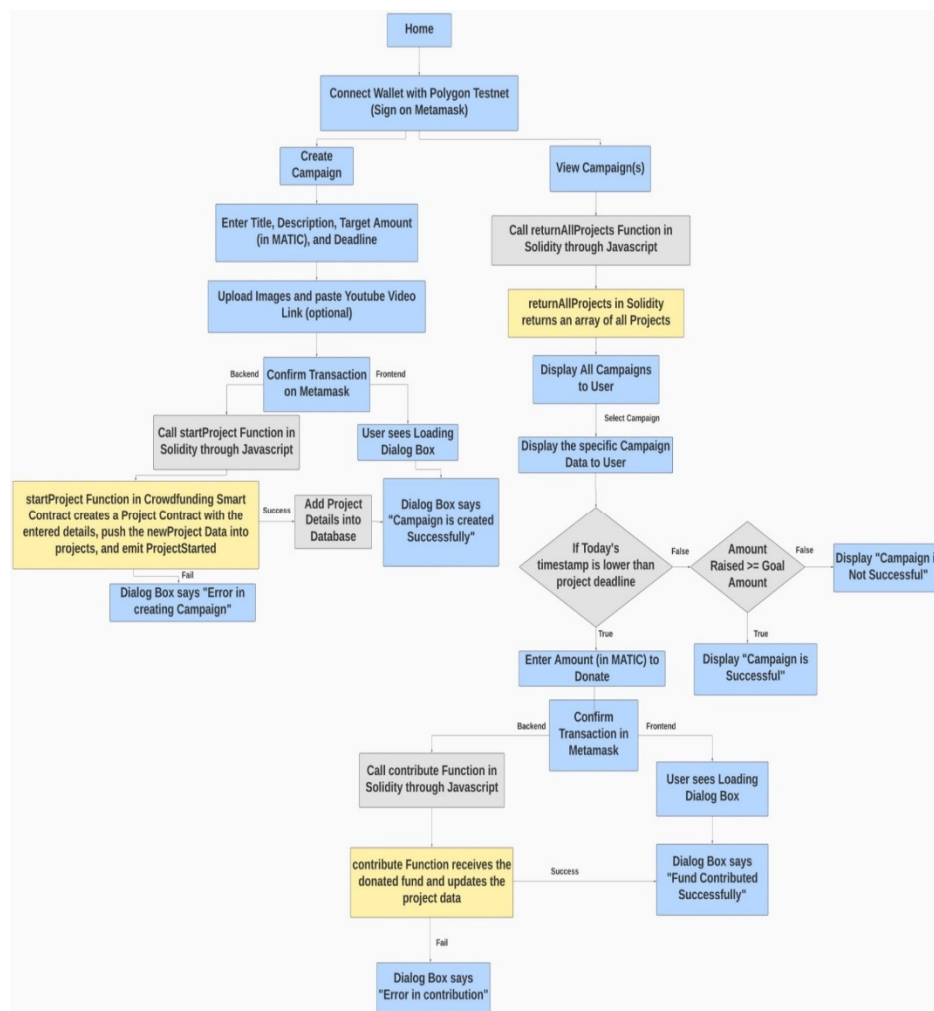 Home
Connect Wallet with Polygon Testnet
(Sign on Metamask)
Create
Campaign
Enter Title, Description, Target Amount
(in MATIC), and Deadline
Upload Images and paste Youtube Video
Link (optional)
Backend
Confirm Transaction
on Metamask
Frontend
Call startProject Function in
Solidity through Javascript
User sees Loading
Dialog Box
startProject Function in Crowdfunding Smart
Contract creates a Project Contract with the
entered details, push the newProject Data into
projects, and emit ProjectStarted
Success
Add Project
Details into
Database
Dialog Box says
"Campaign is created
Successfully"
Fail
Dialog Box says "Error in
creating Campaign"
View Campaign(s)
Call returnAllProjects Function in
Solidity through Javascript
returnAllProjects in Solidity
returns an array of all Projects
Display All Campaigns
to User
Select Campaign
Display the specific Campaign
Data to User
If Today's
timestamp is lower than
project deadline
False
Amount
Raised >= Goal
Amount
False
Display "Campaign i
Not Successful"
True
Display "Campaign is
Successful"
True
Enter Amount (in MATIC) to
Donate
Backend
Confirm
Transaction in
Metamask
Frontend
Call contribute Function in
Solidity through Javascript
User sees Loading
Dialog Box
contribute Function receives the
donated fund and updates the
project data
Success
Dialog Box says
"Fund Contributed
Successfully"
Fail
Dialog Box says
"Error in contribution"